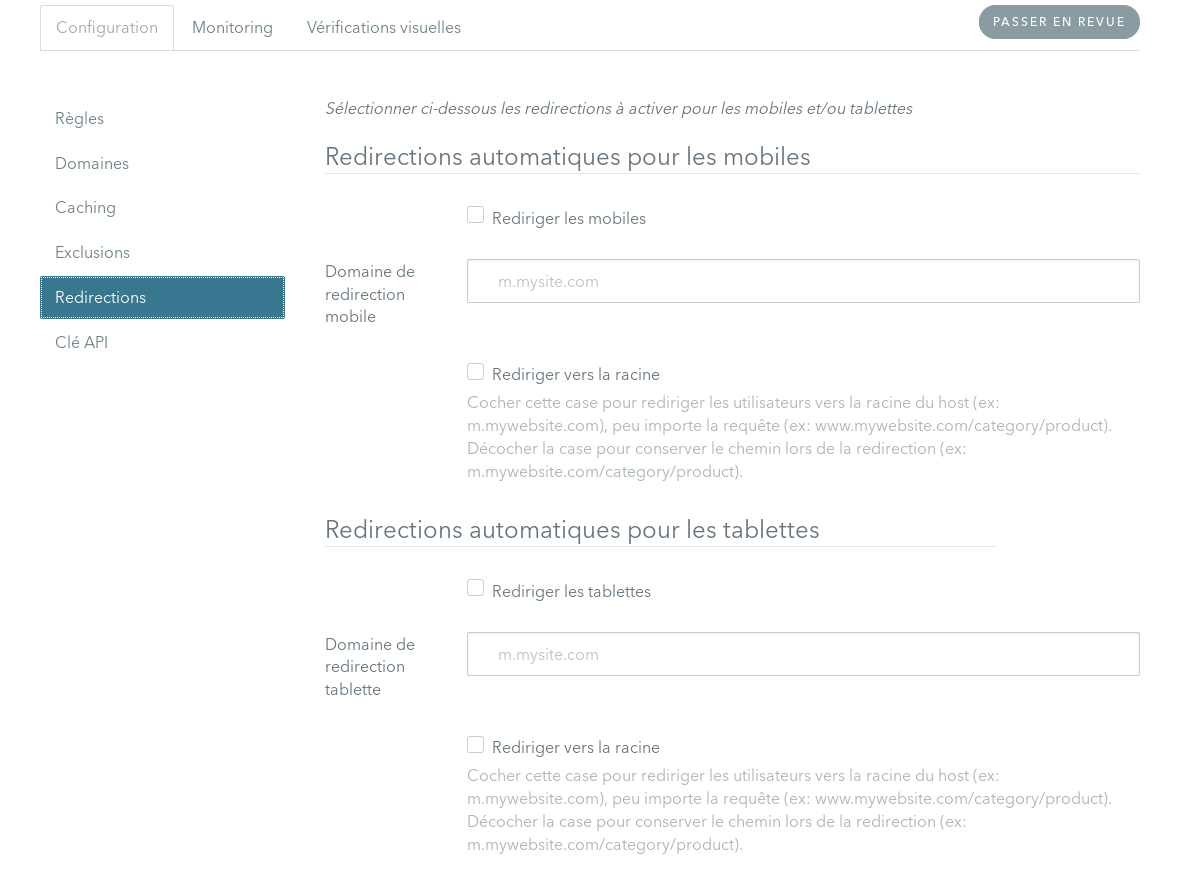 Configuration
Monitoring
Vérifications visuelles
PASSER EN REVUE
Règles
Domaines
Caching
Exclusions
Redirections
Clé API
Sélectionner ci-dessous les redirections à activer pour les mobiles et/ou tablettes
Redirections automatiques pour les mobiles
Rediriger les mobiles
Domaine de
redirection
mobile
m.mysite.com
Rediriger vers la racine
Cocher cette case pour rediriger les utilisateurs vers la racine du host (ex:
m.mywebsite.com), peu importe la requête (ex: www.mywebsite.com/category/product).
Décocher la case pour conserver le chemin lors de la redirection (ex:
m.mywebsite.com/category/product).
Redirections automatiques pour les tablettes
Rediriger les tablettes
Domaine de
redirection
tablette
m.mysite.com
Rediriger vers la racine
Cocher cette case pour rediriger les utilisateurs vers la racine du host (ex:
m.mywebsite.com), peu importe la requête (ex: www.mywebsite.com/category/product).
Décocher la case pour conserver le chemin lors de la redirection (ex:
m.mywebsite.com/category/product).